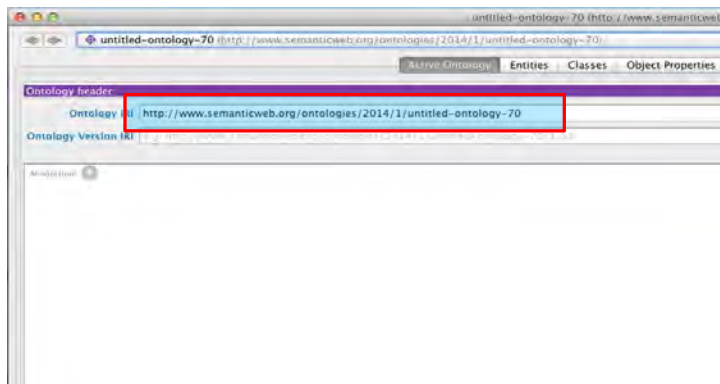 untitled-ontology-70 (http://www.semanticweb
untitled-ontology-70 (http://www.semanticweb.org/ontologies/2014/1/untitled-ontology-70)
Active Ontology Entities Classes Object Properties
Ontology header:
Ontology IRI http://www.semanticweb.org/ontologies/2014/1/untitled-ontology-70
Ontology Version IRI
Annotations